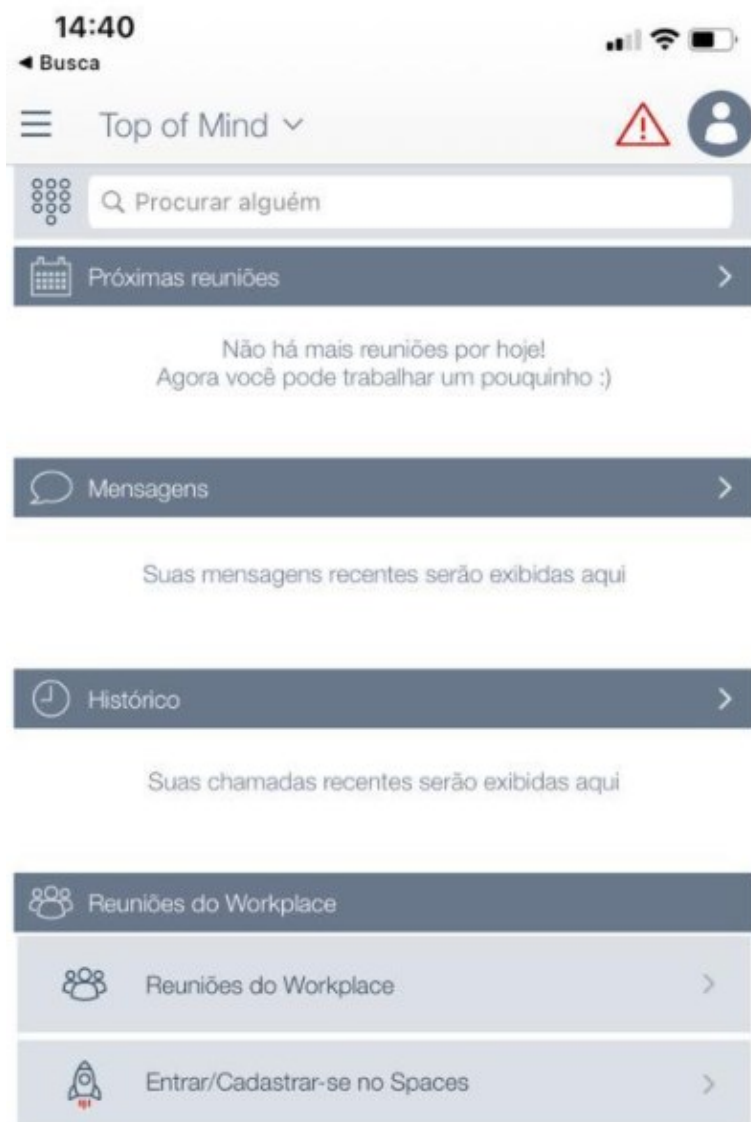 14:40
Busca
Top of Mind
Procurar alguém
Próximas reuniões
Não há mais reuniões por hoje!
Agora você pode trabalhar um pouquinho :)
Mensagens
Suas mensagens recentes serão exibidas aqui
Histórico
Suas chamadas recentes serão exibidas aqui
Reuniões do Workplace
Reuniões do Workplace
Entrar/Cadastrar-se no Spaces